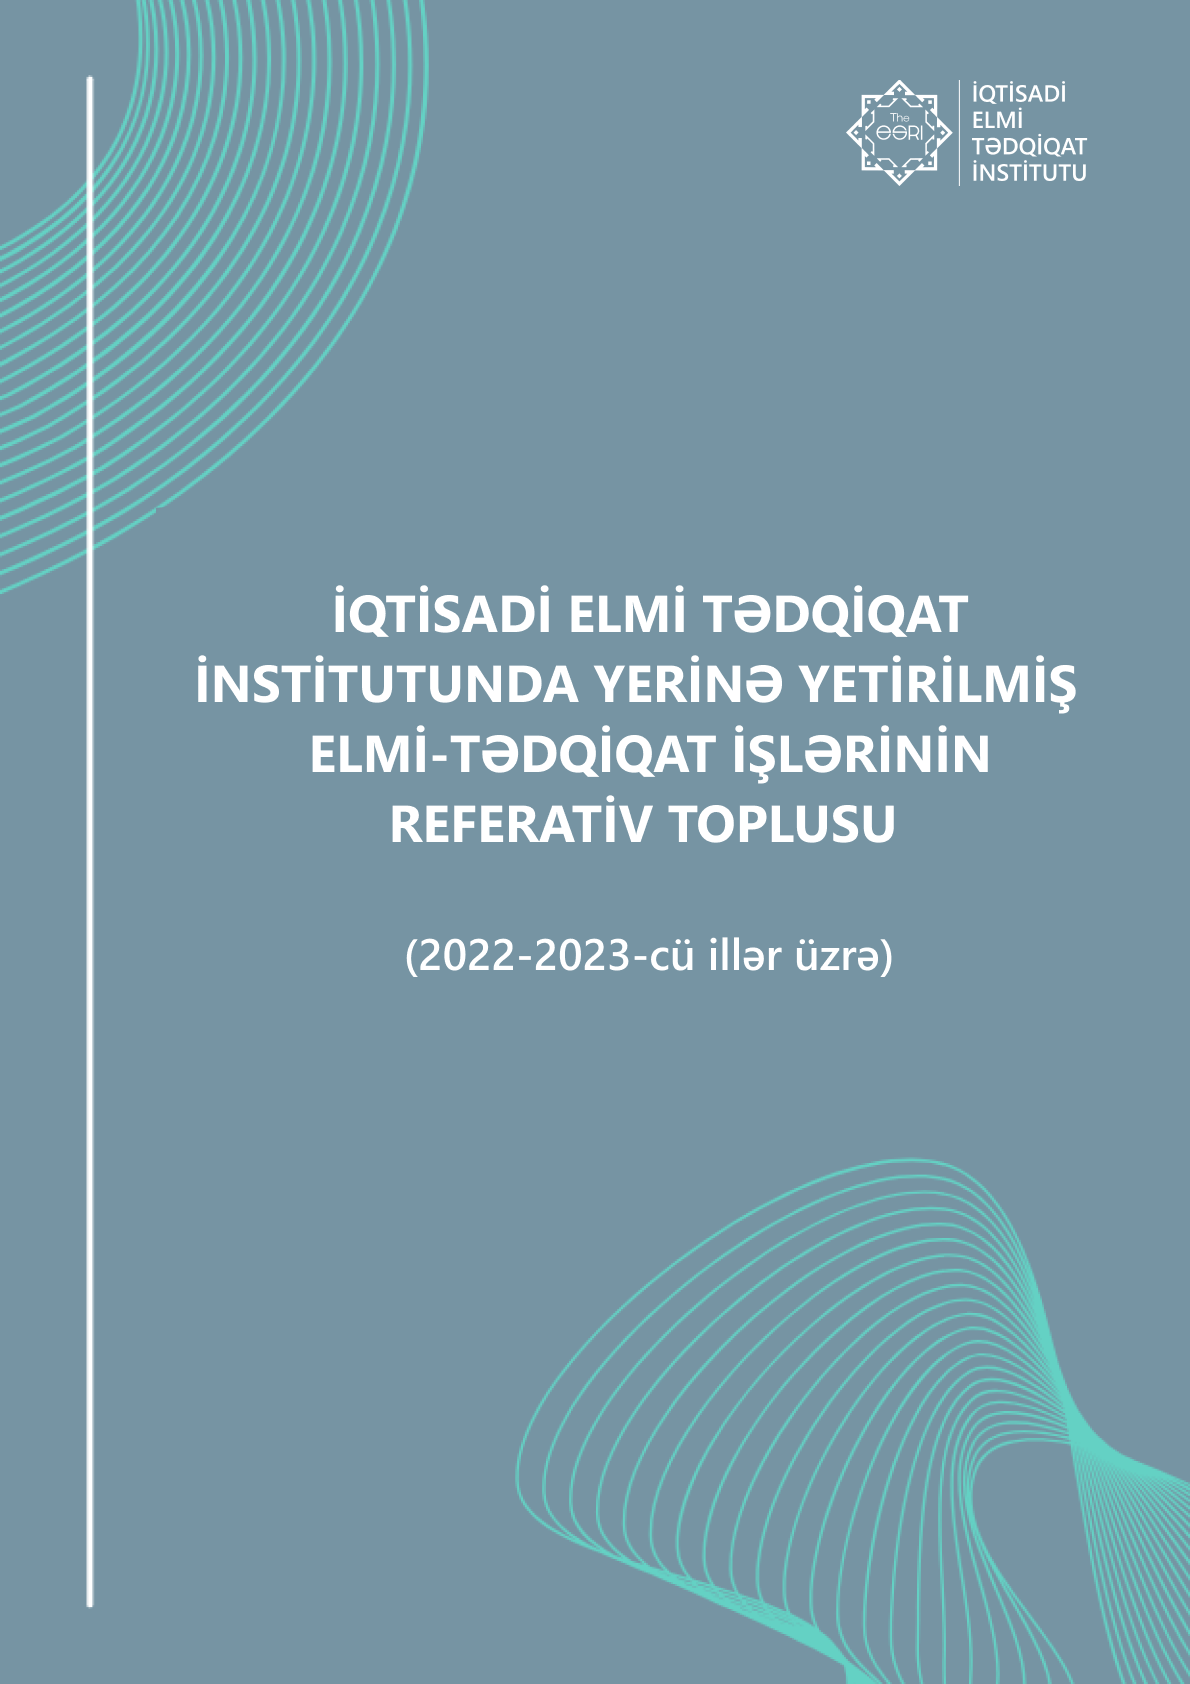 The
ƏƏRI
İQTİSADİ
ELMİ
TƏDQİQAT
İNSTİTUTU
İQTİSADİ ELMİ TƏDQİQAT
İNSTİTUTUNDA YERİNƏ YETİRİLMİŞ
ELMİ-TƏDQİQAT İŞLƏRİNİN
REFERATİV TOPLUSU
(2022-2023-cü illər üzrə)